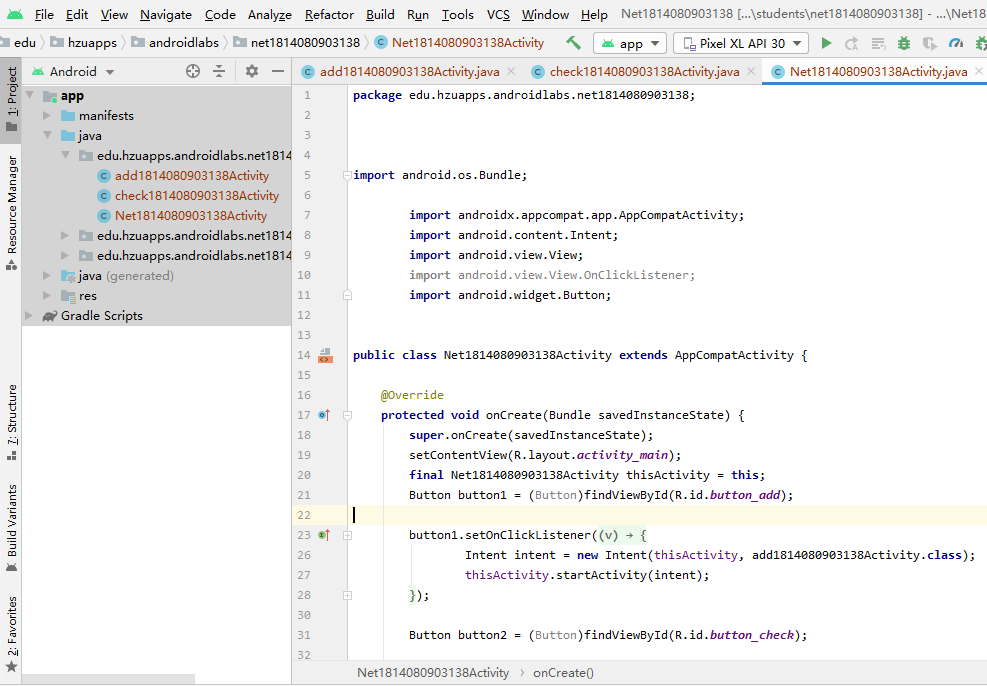 File Edit View Navigate Code Analyze Refactor Build Run Tools VCS Window Help Net1814080903138 [...\students\net1814080903138] - ...\Net18
edu hzuapps androidlabs net1814080903138 Net1814080903138Activity app Pixel XL API 30
Android add1814080903138Activity.java check1814080903138Activity.java Net1814080903138Activity.java
1: Project
Resource Manager
7: Structure
Build Variants
2: Favorites
app
manifests
java
edu.hzuapps.androidlabs.net1814
add1814080903138Activity
check1814080903138Activity
Net1814080903138Activity
edu.hzuapps.androidlabs.net1814
edu.hzuapps.androidlabs.net1814
java (generated)
res
Gradle Scripts
1 package edu.hzuapps.androidlabs.net1814080903138;
2
3
4
5 import android.os.Bundle;
6
7 import androidx.appcompat.app.AppCompatActivity;
8 import android.content.Intent;
9 import android.view.View;
10 import android.view.View.OnClickListener;
11 import android.widget.Button;
12
13
14 public class Net1814080903138Activity extends AppCompatActivity {
15
16 @Override
17 protected void onCreate(Bundle savedInstanceState) {
18 super.onCreate(savedInstanceState);
19 setContentView(R.layout.activity_main);
20 final Net1814080903138Activity thisActivity = this;
21 Button button1 = (Button)findViewById(R.id.button_add);
22
23 button1.setOnClickListener((v) → {
26 Intent intent = new Intent(thisActivity, add1814080903138Activity.class);
27 thisActivity.startActivity(intent);
28 });
30
31 Button button2 = (Button)findViewById(R.id.button_check);
32
Net1814080903138Activity › onCreate()